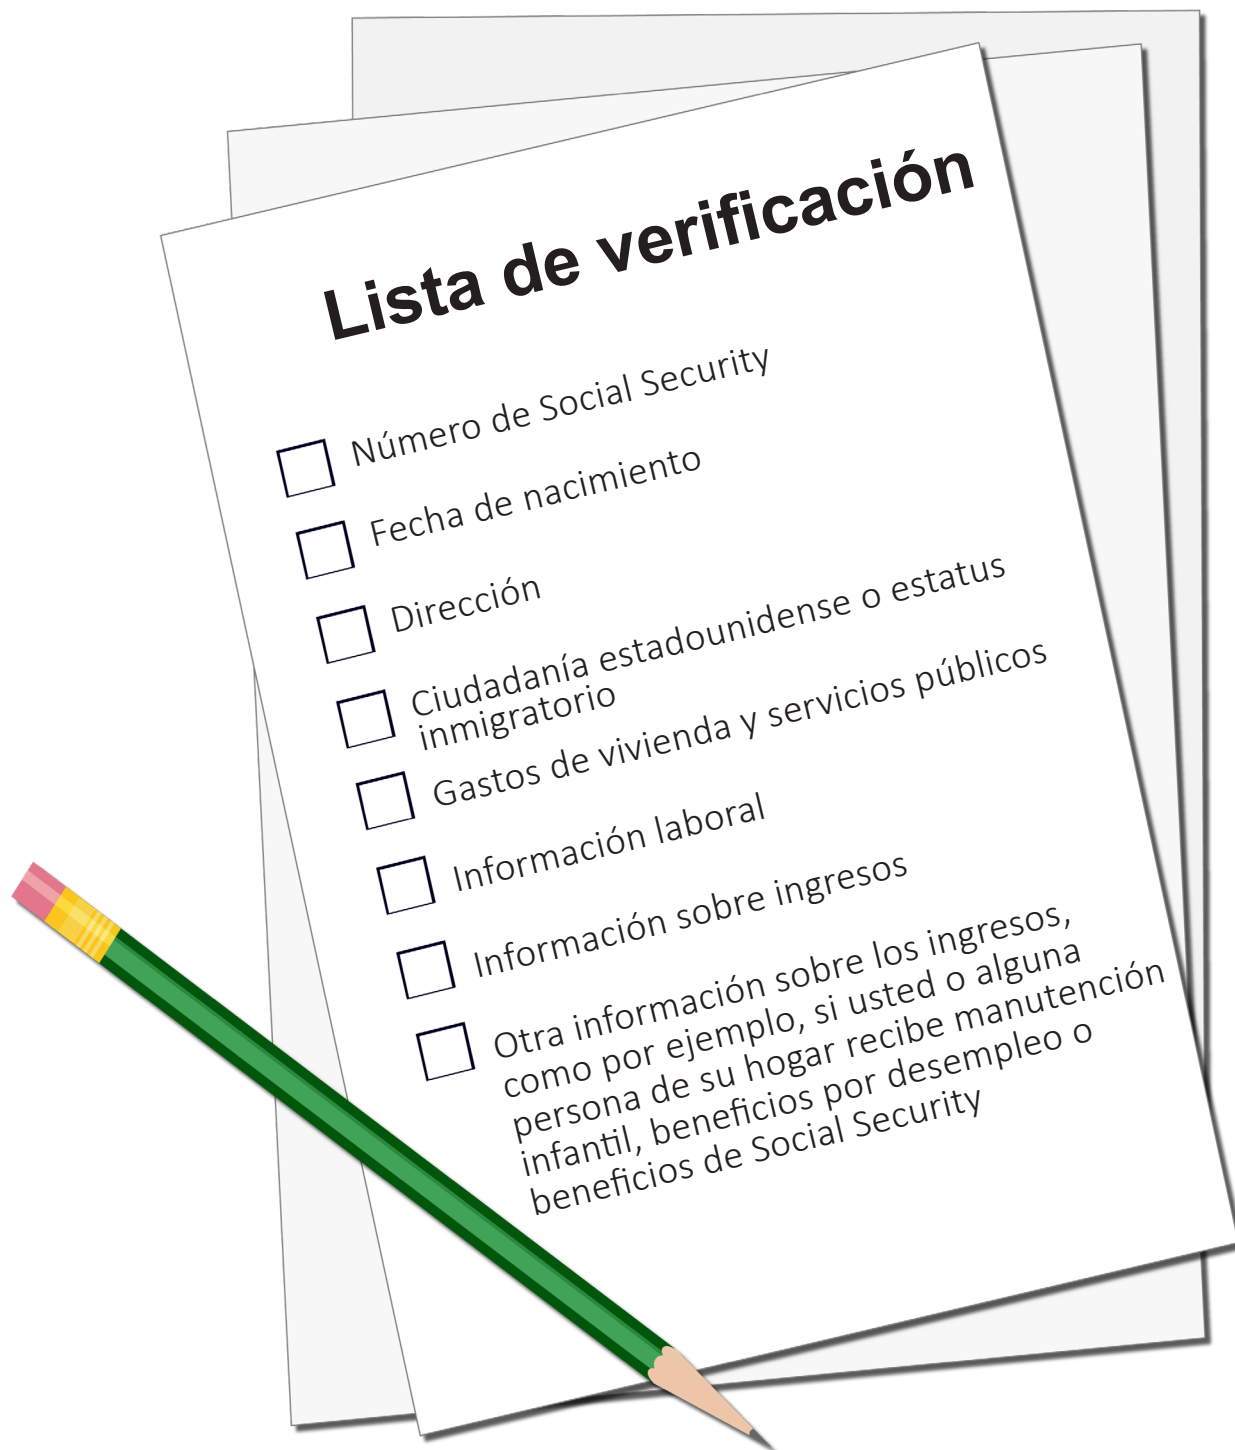 Lista de verificación
Número de Social Security
Fecha de nacimiento
Dirección
Ciudadanía estadounidense o estatus
inmigratorio
Gastos de vivienda y servicios públicos
Información laboral
Información sobre ingresos
Otra información sobre los ingresos,
como por ejemplo, si usted o alguna
persona de su hogar recibe manutención
infantil, beneficios por desempleo o
beneficios de Social Security